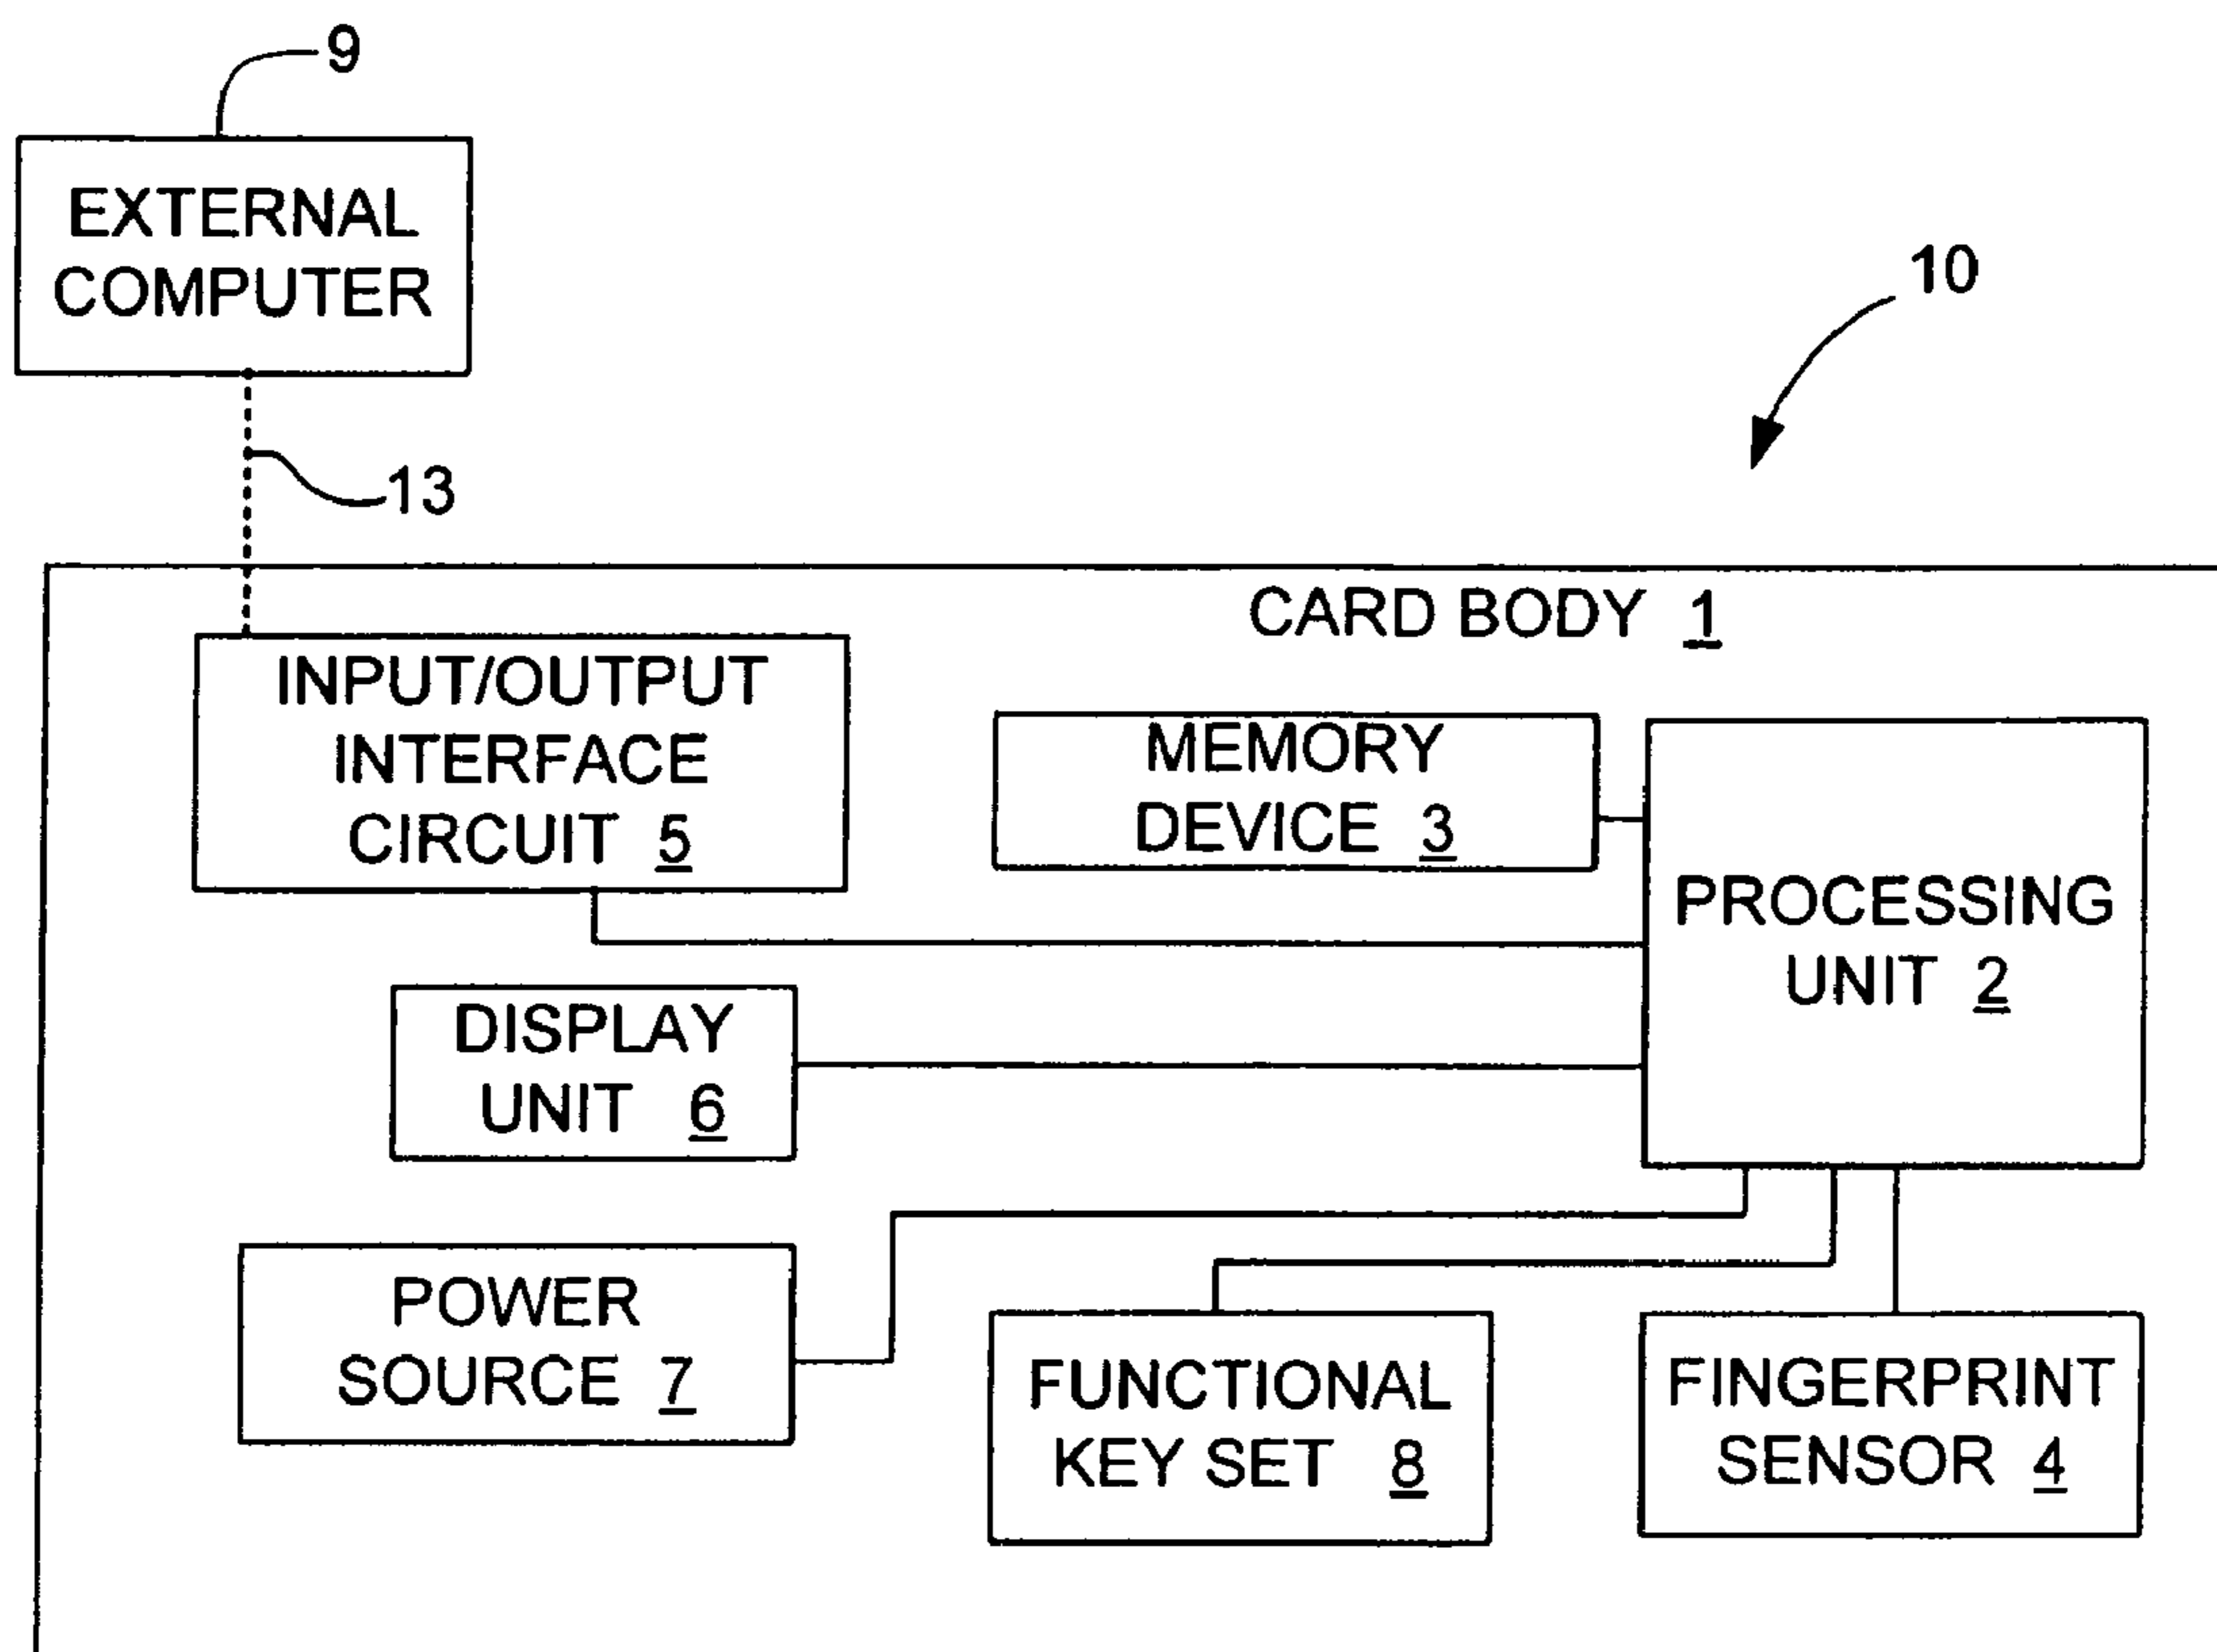 9
EXTERNAL
COMPUTER
10
13
CARD BODY 1
INPUT/OUTPUT
INTERFACE
CIRCUIT 5
MEMORY
DEVICE 3
PROCESSING
UNIT 2
DISPLAY
UNIT 6
POWER
SOURCE 7
FUNCTIONAL
KEY SET 8
FINGERPRINT
SENSOR 4